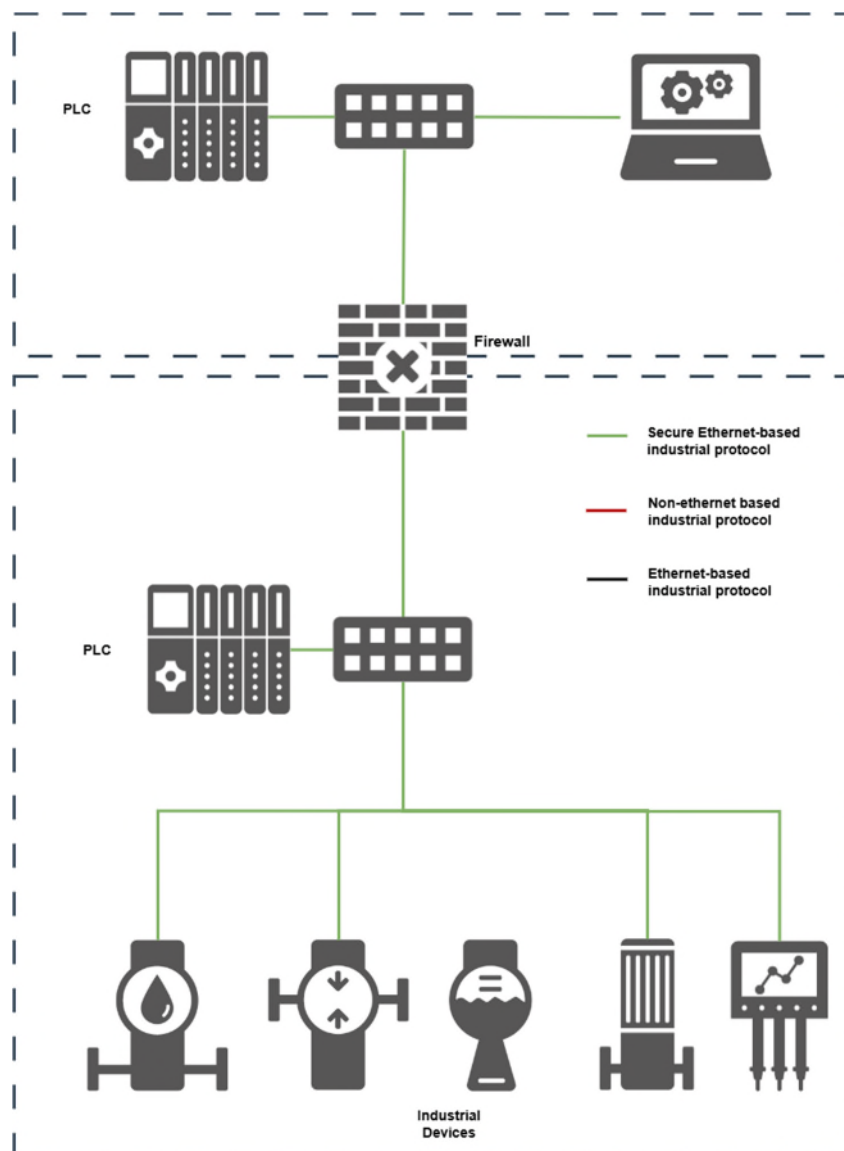 PLC
Firewall
Secure Ethernet-based
industrial protocol
Non-ethernet based
industrial protocol
Ethernet-based
industrial protocol
PLC
Industrial
Devices